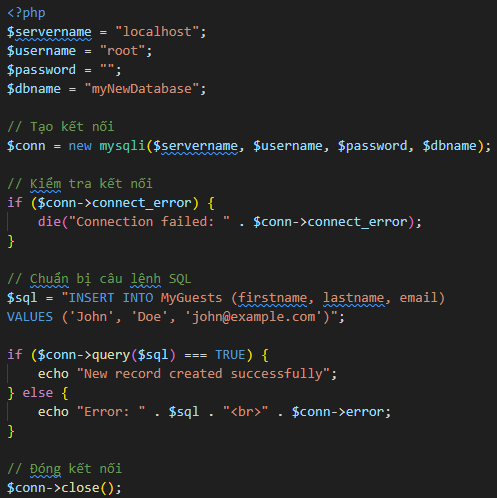 <?php
$servername = "localhost";
$username = "root";
$password = "";
$dbname = "myNewDatabase";
// Tạo kết nối
$conn = new mysqli($servername, $username, $password, $dbname);
// Kiểm tra kết nối
if ($conn->connect_error) {
    die("Connection failed: " . $conn->connect_error);
}
// Chuẩn bị câu lệnh SQL
$sql = "INSERT INTO MyGuests (firstname, lastname, email)
VALUES ('John', 'Doe', 'john@example.com')";
if ($conn->query($sql) === TRUE) {
    echo "New record created successfully";
} else {
    echo "Error: " . $sql . "<br>" . $conn->error;
}
// Đóng kết nối
$conn->close();